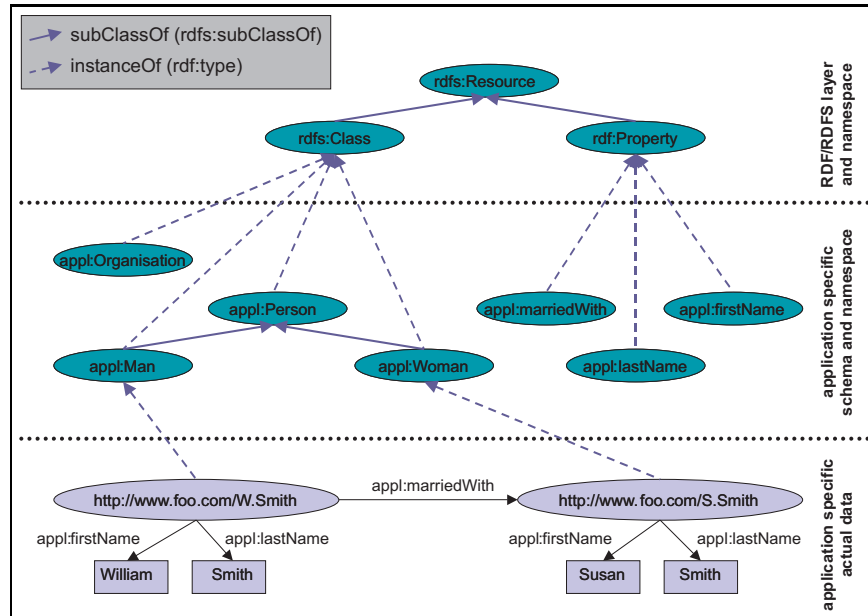 subClassOf (rdfs:subClassOf)
instanceOf (rdf:type)
rdfs:Resource
rdfs:Class
rdf:Property
RDF/RDFS layer
and namespace
appl:Organisation
appl:Person
appl:marriedWith
appl:firstName
appl:Man
appl:Woman
appl:lastName
application specific
schema and namespace
http://www.foo.com/W.Smith
appl:marriedWith
http://www.foo.com/S.Smith
appl:firstName
appl:lastName
appl:firstName
appl:lastName
William
Smith
Susan
Smith
application specific
actual data